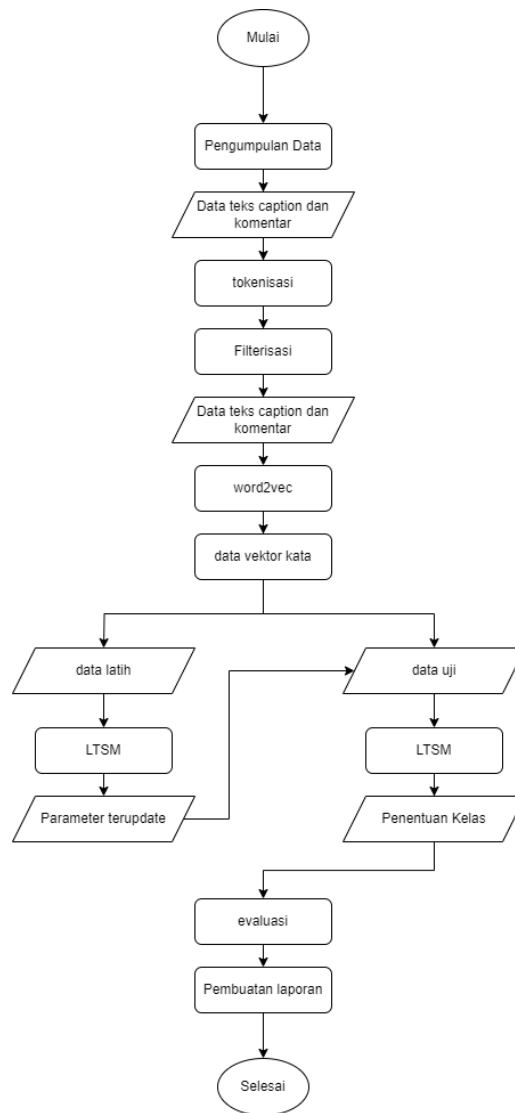 Mulai
Pengumpulan Data
Data teks caption dan
komentar
tokenisasi
Filterisasi
Data teks caption dan
komentar
word2vec
data vektor kata
data latih
data uji
LTSM
LTSM
Parameter terupdate
Penentuan Kelas
evaluasi
Pembuatan laporan
Selesai